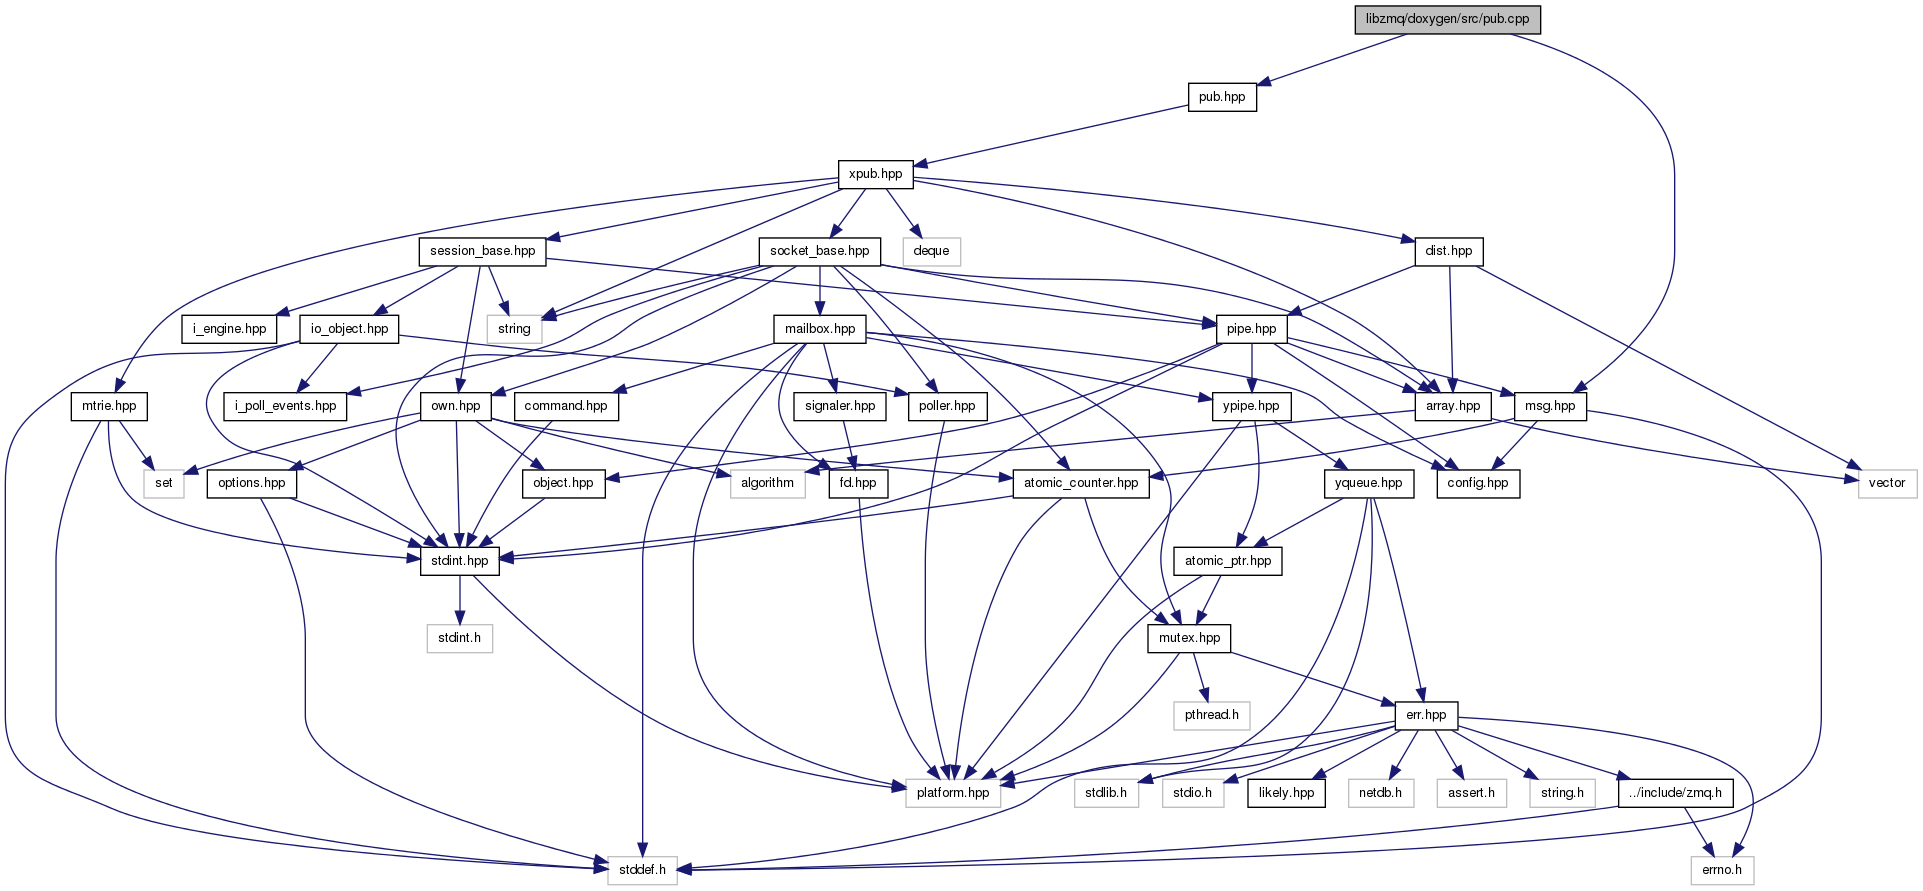 libzmq/doxygen/src/pub.cpp
pub.hpp
xpub.hpp
session_base.hpp
socket_base.hpp
deque
dist.hpp
i_engine.hpp
io_object.hpp
string
mailbox.hpp
pipe.hpp
mtrie.hpp
i_poll_events.hpp
own.hpp
command.hpp
signaler.hpp
poller.hpp
ypipe.hpp
array.hpp
msg.hpp
set
options.hpp
object.hpp
algorithm
fd.hpp
atomic_counter.hpp
yqueue.hpp
config.hpp
vector
stdint.hpp
atomic_ptr.hpp
stdint.h
mutex.hpp
pthread.h
err.hpp
platform.hpp
stdlib.h
stdio.h
likely.hpp
netdb.h
assert.h
string.h
../include/zmq.h
stddef.h
errno.h